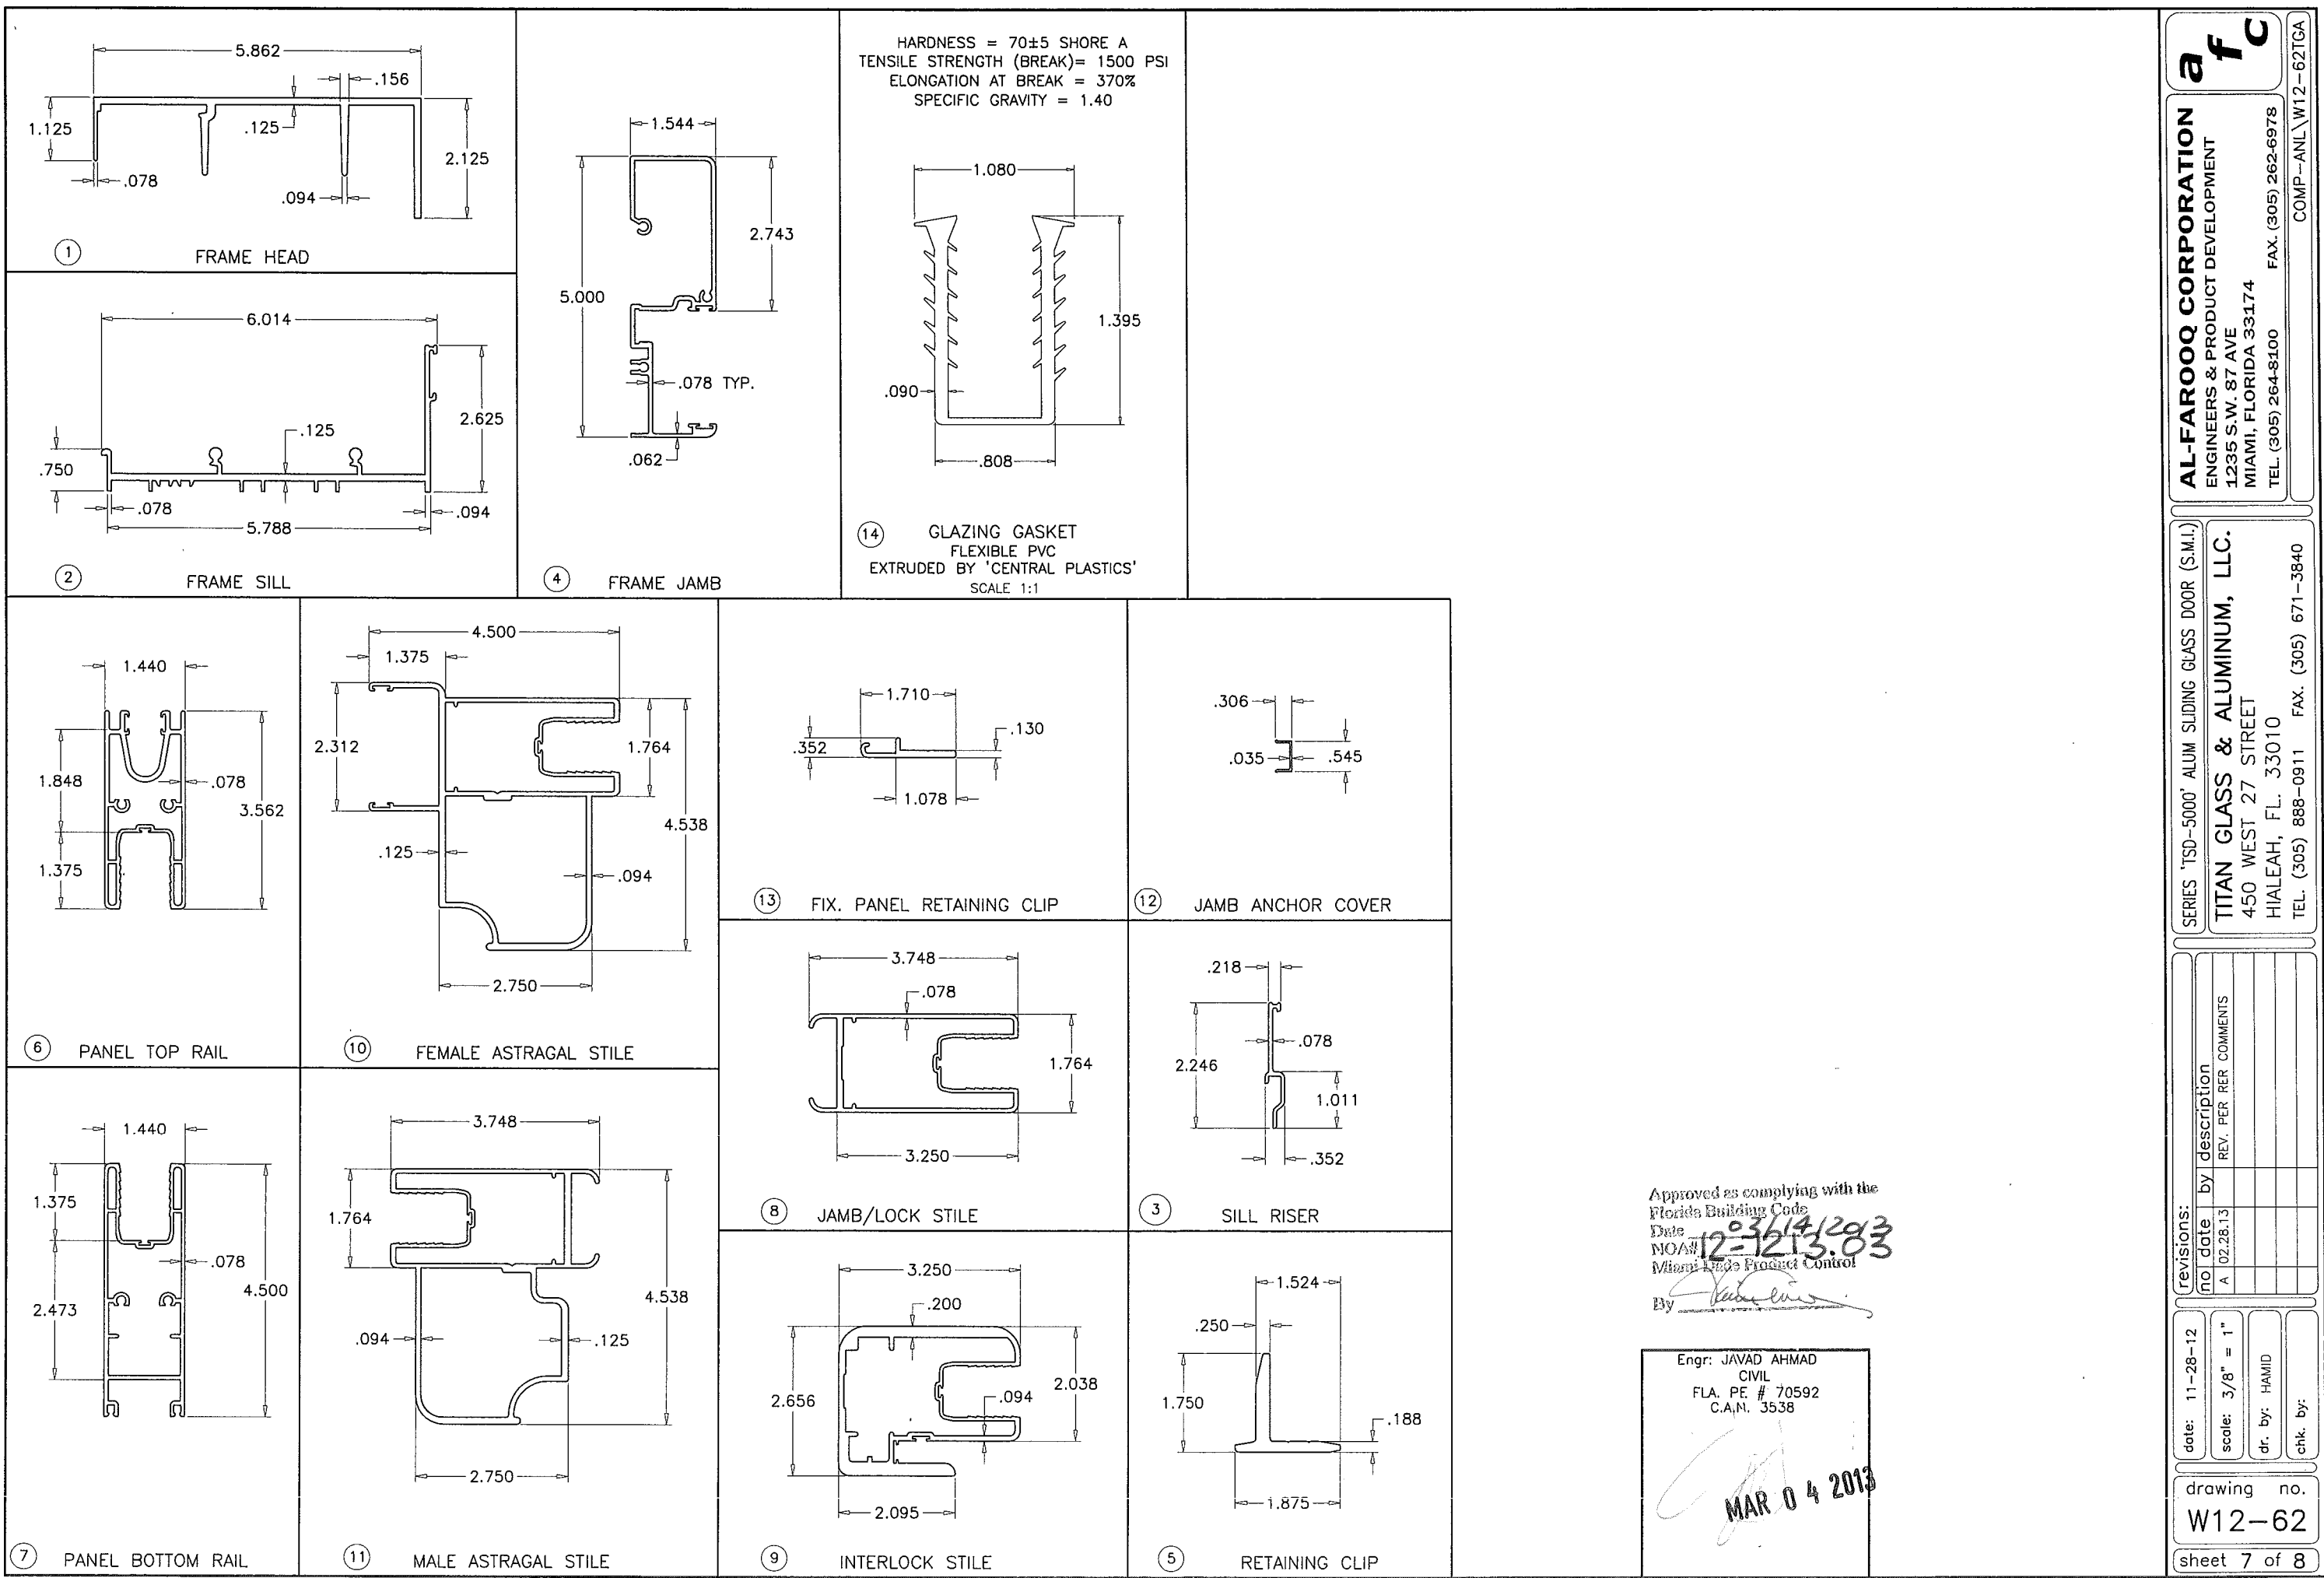 5.862
.156
1.125
.125
2.125
.078
.094
1 FRAME HEAD
6.014
.125
2.625
.750
.078
.094
5.788
2 FRAME SILL
1.544
2.743
5.000
.078 TYP.
.062
4 FRAME JAMB
HARDNESS = 70±5 SHORE A
TENSILE STRENGTH (BREAK)= 1500 PSI
ELONGATION AT BREAK = 370%
SPECIFIC GRAVITY = 1.40
1.080
1.395
.090
.808
14 GLAZING GASKET
FLEXIBLE PVC
EXTRUDED BY 'CENTRAL PLASTICS'
SCALE 1:1
1.440
1.848
.078
3.562
1.375
6 PANEL TOP RAIL
4.500
1.375
2.312
1.764
4.538
.125
.094
2.750
10 FEMALE ASTRAGAL STILE
1.710
.130
.352
1.078
13 FIX. PANEL RETAINING CLIP
.306
.035
.545
12 JAMB ANCHOR COVER
3.748
.078
1.764
3.250
8 JAMB/LOCK STILE
.218
.078
2.246
1.011
.352
3 SILL RISER
1.440
1.375
.078
2.473
4.500
7 PANEL BOTTOM RAIL
3.748
1.764
4.538
.094
.125
2.750
11 MALE ASTRAGAL STILE
3.250
.200
2.656
2.038
.094
2.095
9 INTERLOCK STILE
1.524
.250
1.750
.188
1.875
5 RETAINING CLIP
Approved as complying with the
Florida Building Code
Date 03/14/2013
NOA# 12-1213.03
Miami Dade Product Control
By
Engr: JAVAD AHMAD
CIVIL
FLA. PE # 70592
C.A.N. 3538
MAR 04 2013
afc
AL-FAROOQ CORPORATION
ENGINEERS & PRODUCT DEVELOPMENT
1235 S.W. 87 AVE
MIAMI, FLORIDA 33174
TEL. (305) 264-8100 FAX. (305) 262-6978
COMP-ANL\W12-62TGA
SERIES 'TSD-5000' ALUM SLIDING GLASS DOOR (S.M.I.)
TITAN GLASS & ALUMINUM, LLC.
450 WEST 27 STREET
HIALEAH, FL. 33010
TEL. (305) 888-0911 FAX. (305) 671-3840
revisions:
no date by description
A 02.28.13 REV. PER RER COMMENTS
date: 11-28-12
scale: 3/8" = 1"
dr. by: HAMID
chk. by:
drawing no.
W12-62
sheet 7 of 8